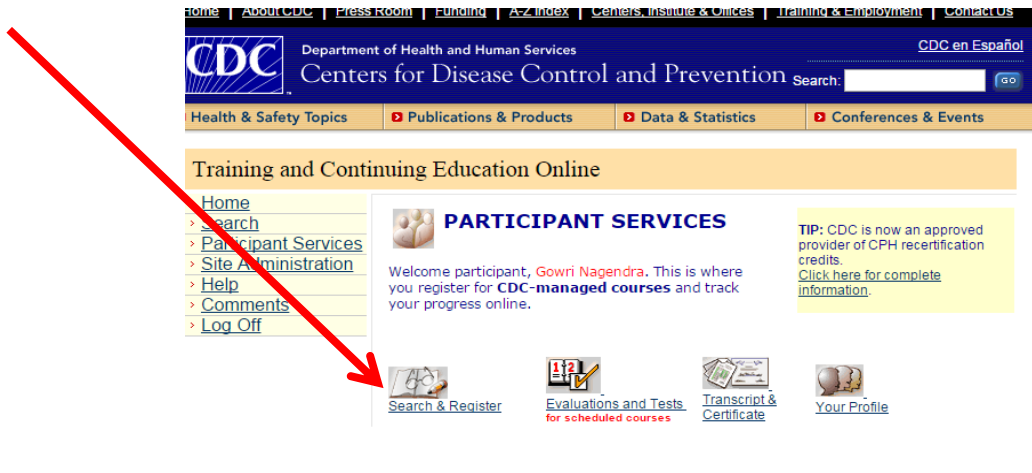 Home | About CDC | Press Room | Funding | A-Z Index | Centers, Institute & Offices | Training & Employment | Contact Us
CDC
Department of Health and Human Services
Centers for Disease Control and Prevention
CDC en Español
Search: GO
Health & Safety Topics Publications & Products Data & Statistics Conferences & Events
Training and Continuing Education Online
Home
Search
Participant Services
Site Administration
Help
Comments
Log Off
PARTICIPANT SERVICES
Welcome participant, Gowri Nagendra. This is where
you register for CDC-managed courses and track
your progress online.
TIP: CDC is now an approved
provider of CPH recertification
credits.
Click here for complete
information.
1 2
Search & Register
Evaluations and Tests
for scheduled courses
Transcript &
Certificate
Your Profile